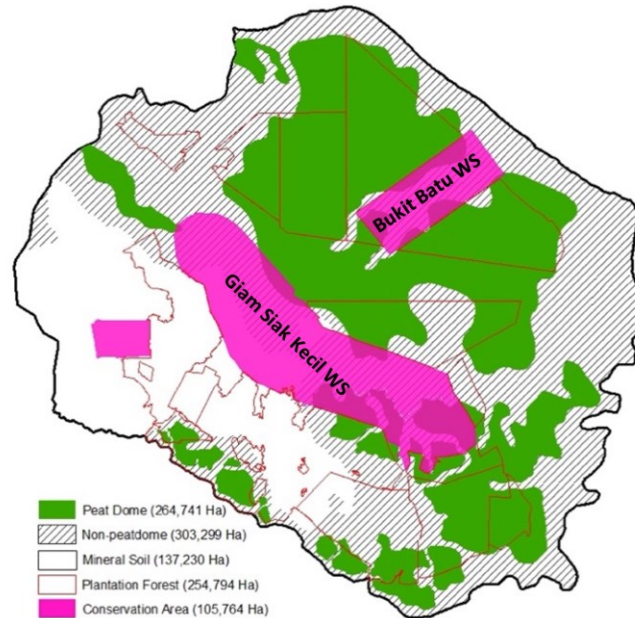 Bukit Batu WS
Giam Siak Kecil WS
Peat Dome (264,741 Ha)
Non-peatdome (303,299 Ha)
Mineral Soil (137,230 Ha)
Plantation Forest (254,794 Ha)
Conservation Area (105,764 Ha)